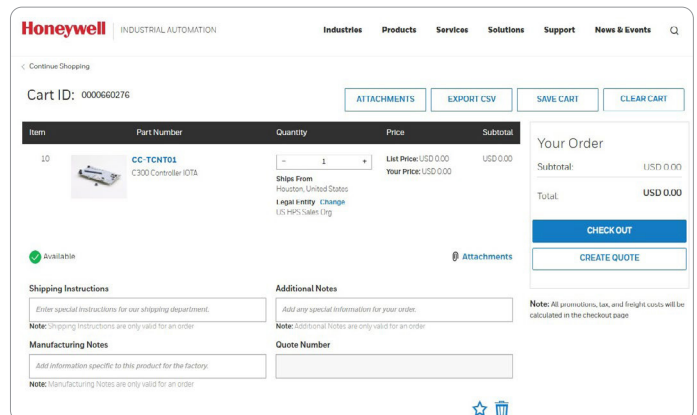 Honeywell INDUSTRIAL AUTOMATION Industries Products Services Solutions Support News & Events
< Continue Shopping
Cart ID: 0000660276
ATTACHMENTS EXPORT CSV SAVE CART CLEAR CART
Item Part Number Quantity Price Subtotal
10
CC-TCNT01
C300 Controller IOTA
- 1 +
Ships From
Houston, United States
Legal Entity Change
US HPS Sales Org
List Price: USD 0.00
Your Price: USD 0.00
USD 0.00
Available
Attachments
Shipping Instructions
Enter special instructions for our shipping department.
Note: Shipping Instructions are only valid for an order
Additional Notes
Add any special information for your order.
Note: Additional Notes are only valid for an order
Manufacturing Notes
Add information specific to this product for the factory.
Note: Manufacturing Notes are only valid for an order
Quote Number
Your Order
Subtotal: USD 0.00
Total: USD 0.00
CHECK OUT
CREATE QUOTE
Note: All promotions, tax, and freight costs will be
calculated in the checkout page